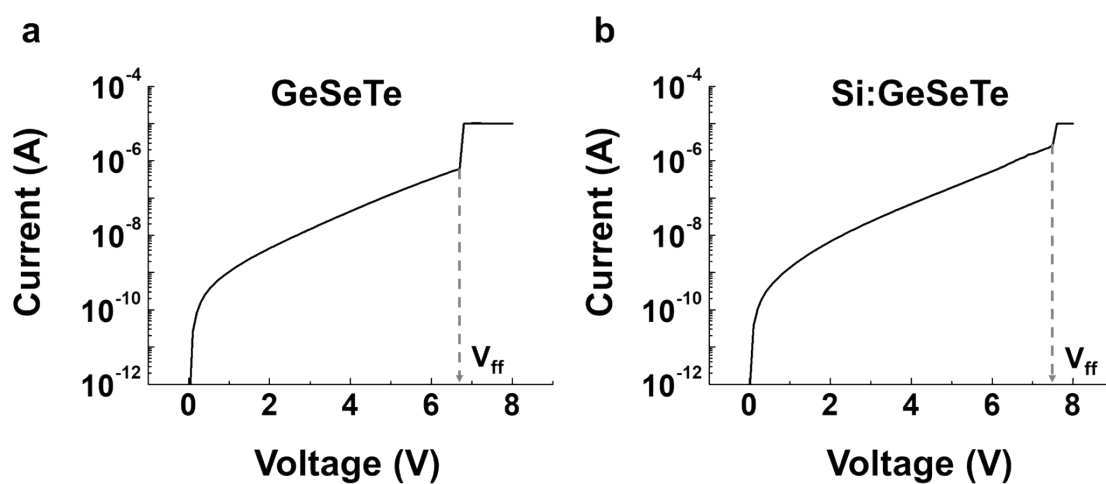 a
GeSeTe
10⁻⁴
10⁻⁶
10⁻⁸
10⁻¹⁰
10⁻¹²
Current (A)
V_ff
0 2 4 6 8
Voltage (V)
b
Si:GeSeTe
10⁻⁴
10⁻⁶
10⁻⁸
10⁻¹⁰
10⁻¹²
Current (A)
V_ff
0 2 4 6 8
Voltage (V)